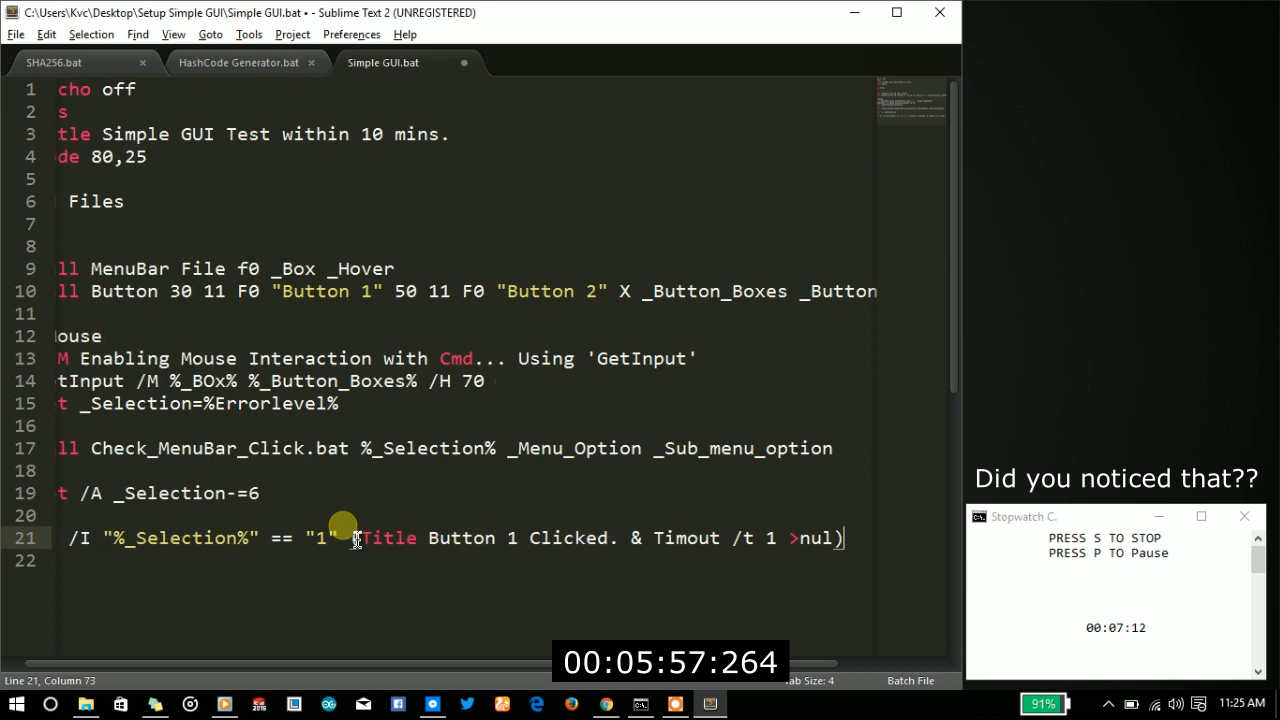 C:\Users\Kvc\Desktop\Setup Simple GUI\Simple GUI.bat • - Sublime Text 2 (UNREGISTERED)
File Edit Selection Find View Goto Tools Project Preferences Help
SHA256.bat × HashCode Generator.bat × Simple GUI.bat
1 cho off
2 s
3 tle Simple GUI Test within 10 mins.
4 de 80,25
5
6 Files
7
8
9 ll MenuBar File f0 _Box _Hover
10 ll Button 30 11 F0 "Button 1" 50 11 F0 "Button 2" X _Button_Boxes _Button
11
12 ouse
13 M Enabling Mouse Interaction with Cmd... Using 'GetInput'
14 etInput /M %_BOx% %_Button_Boxes% /H 70
15 t _Selection=%Errorlevel%
16
17 ll Check_MenuBar_Click.bat %_Selection% _Menu_Option _Sub_menu_option
18
19 t /A _Selection-=6
20
21 /I "%_Selection%" == "1" (Title Button 1 Clicked. & Timout /t 1 >nul)
22
Did you noticed that??
Stopwatch C.
PRESS S TO STOP
PRESS P TO Pause
00:07:12
00:05:57:264
Line 21, Column 73 Tab Size: 4 Batch File
91% 11:25 AM